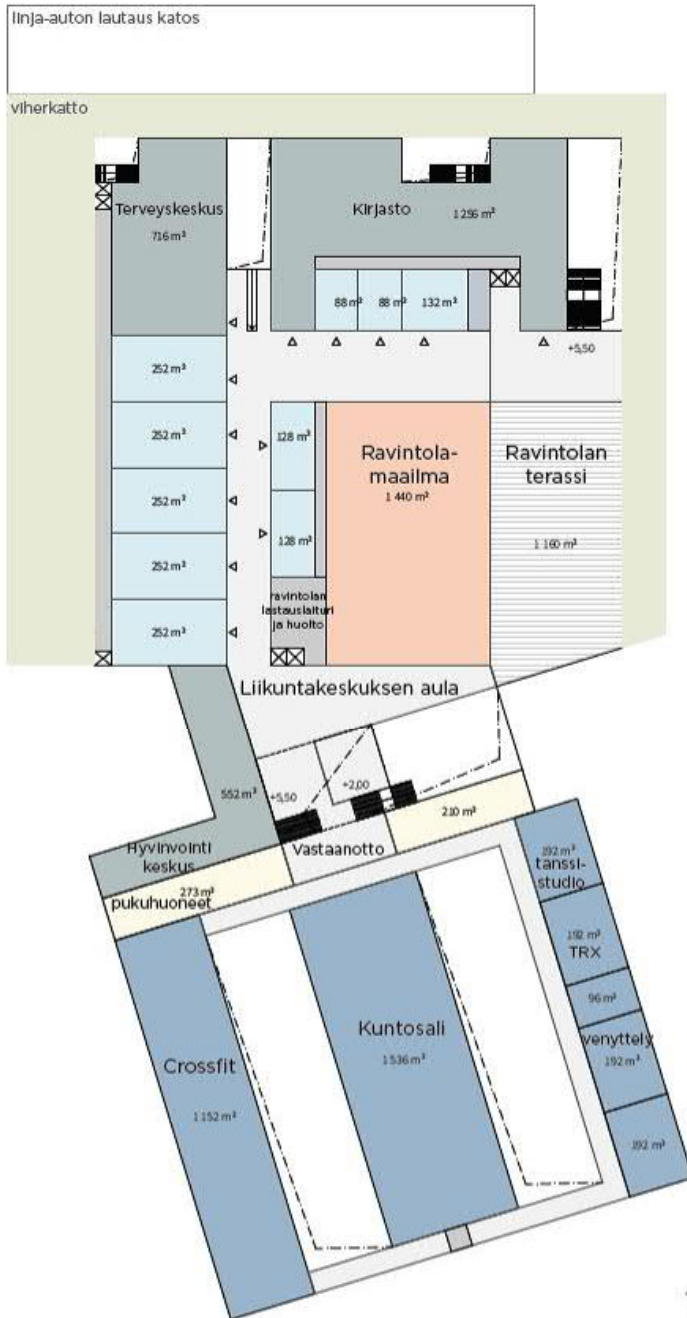 linja-auton lautaus katos
viherkatto
Terveyskeskus
716 m²
Kirjasto
1 256 m²
88 m²
88 m²
132 m²
+5,50
252 m²
252 m²
252 m²
252 m²
252 m²
128 m²
128 m²
Ravintola-
maailma
1 440 m²
Ravintolan
terassi
1 160 m²
ravintolan
lastauslaituri
ja huolto
Liikuntakeskuksen aula
552 m²
+5,50
+2,00
210 m²
Hyvinvointi
keskus
Vastaanotto
273 m²
pukuhuoneet
192 m²
tanssi-
studio
192 m²
TRX
96 m²
venyttely
192 m²
192 m²
Kuntosali
1 536 m²
Crossfit
1 152 m²